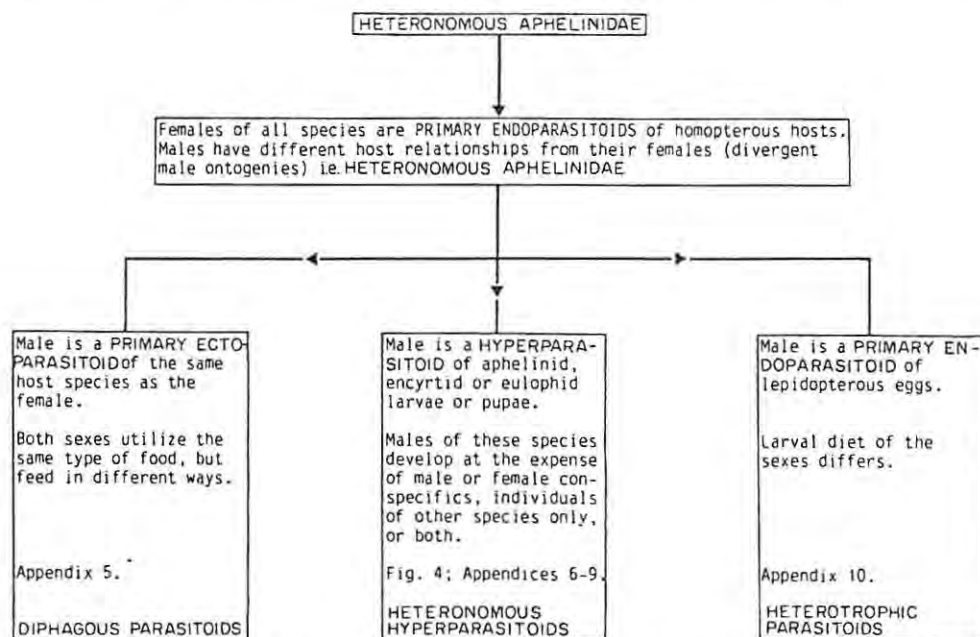 HETERONOMOUS APHELINIDAE
Females of all species are PRIMARY ENDOPARASITOIDS of homopterous hosts.
Males have different host relationships from their females (divergent
male ontogenies) i.e. HETERONOMOUS APHELINIDAE
Male is a PRIMARY ECTO-
PARASITOID of the same
host species as the
female.
Both sexes utilize the
same type of food, but
feed in different ways.
Appendix 5.
DIPHAGOUS PARASITOIDS
Male is a HYPERPARA-
SITOID of aphelinid,
encyrtid or eulophid
larvae or pupae.
Males of these species
develop at the expense
of male or female con-
specifics, individuals
of other species only,
or both.
Fig. 4; Appendices 6-9.
HETERONOMOUS
HYPERPARASITOIDS
Male is a PRIMARY EN-
DOPARASITOID of
lepidopterous eggs.
Larval diet of the
sexes differs.
Appendix 10.
HETEROTROPHIC
PARASITOIDS